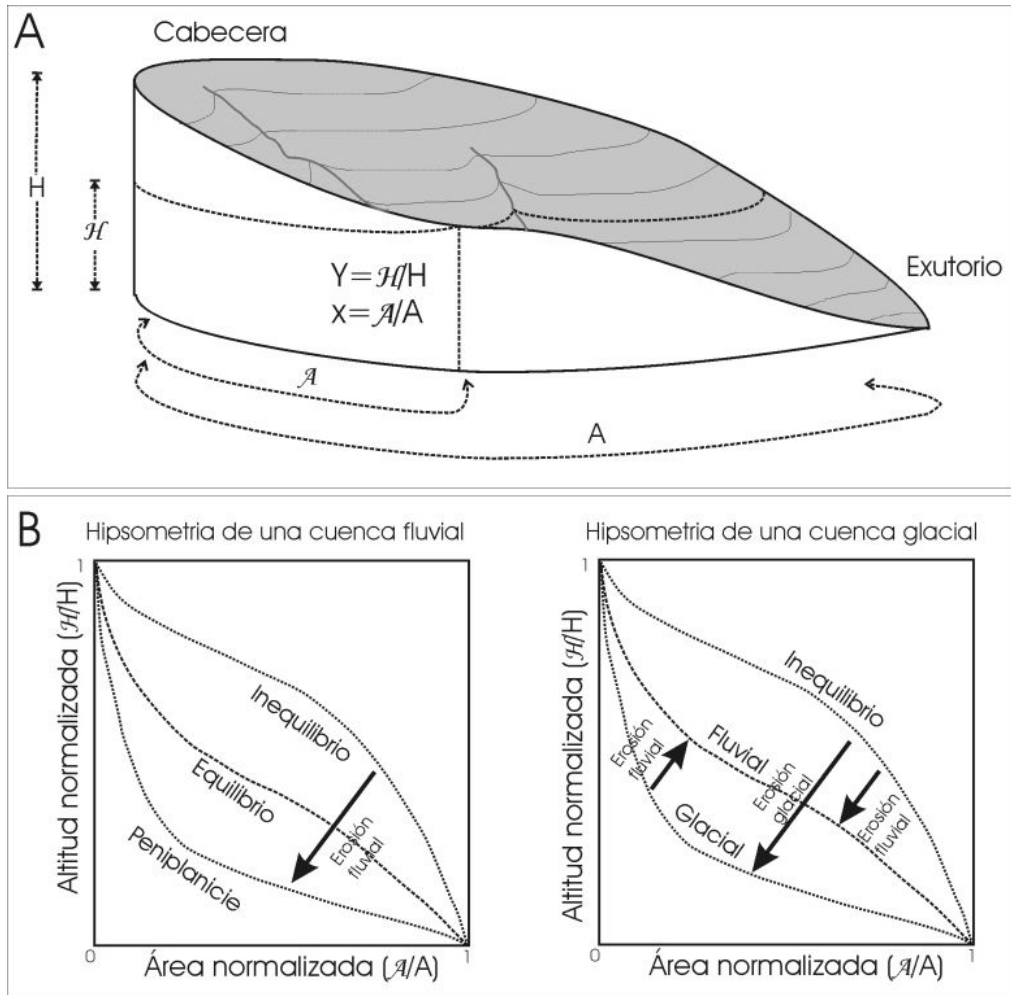 A
Cabecera
H
ℋ
Exutorio
Y=ℋ/H
x=𝒜/A
𝒜
A
B
Hipsometria de una cuenca fluvial
1
Altitud normalizada (ℋ/H)
Inequilibrio
Equilibrio
Erosión
fluvial
Peniplanicie
0
1
Área normalizada (𝒜/A)
Hipsometria de una cuenca glacial
1
Altitud normalizada (ℋ/H)
Inequilibrio
Fluvial
Erosión
fluvial
Erosión
glacial
Erosión
fluvial
Glacial
0
1
Área normalizada (𝒜/A)